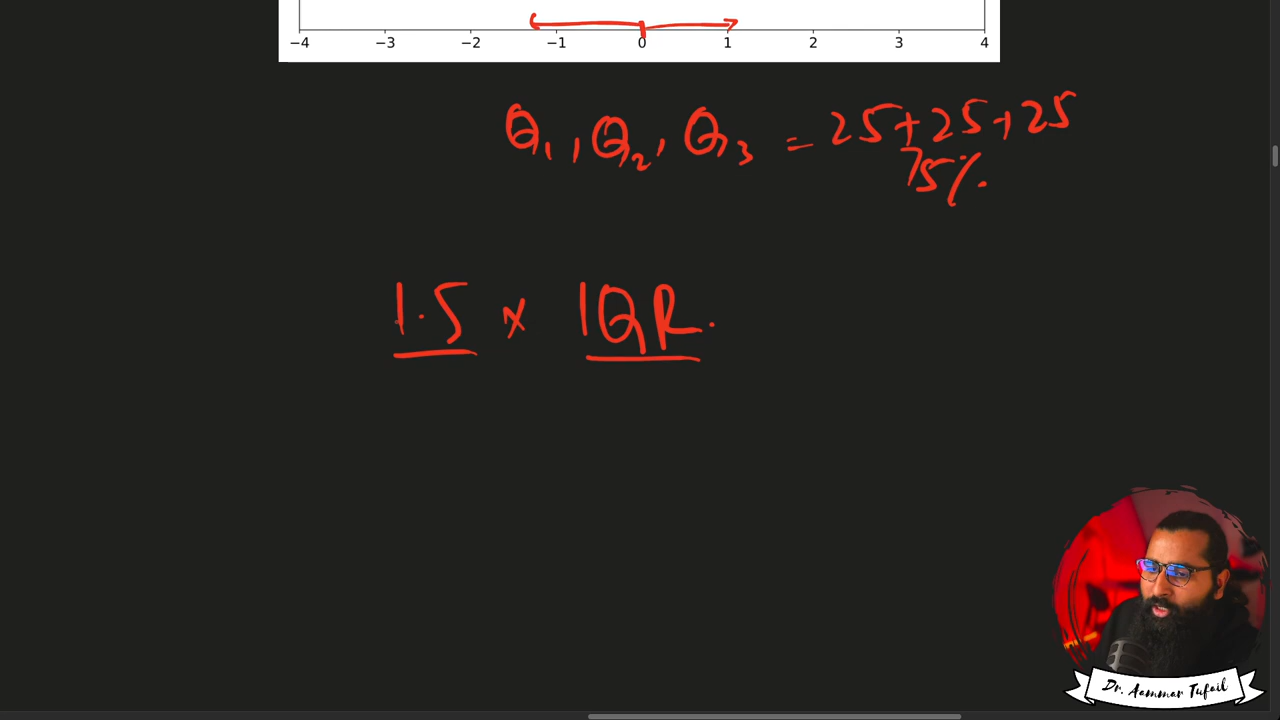 −4 −3 −2 −1 0 1 2 3 4
Q1, Q2, Q3 = 25+25+25
75%
1.5 × IQR.
Dr. Aammar Tufail